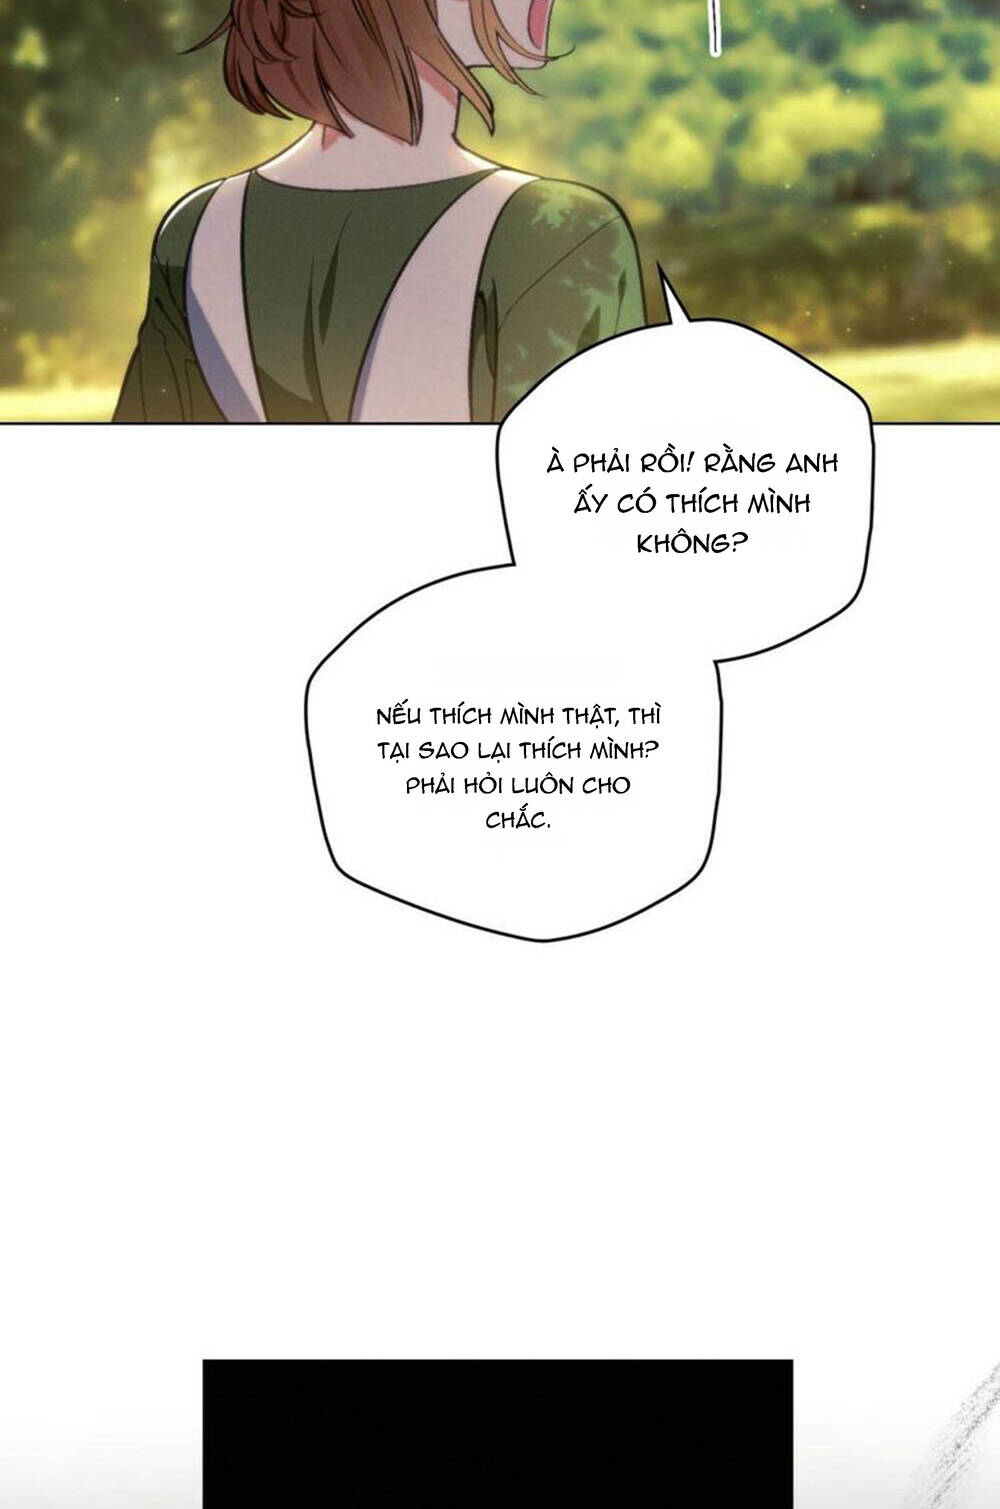 À PHẢI RỒI! RẰNG ANH
ẤY CÓ THÍCH MÌNH
KHÔNG?
NẾU THÍCH MÌNH THẬT, THÌ
TẠI SAO LẠI THÍCH MÌNH?
PHẢI HỎI LUÔN CHO
CHẮC.